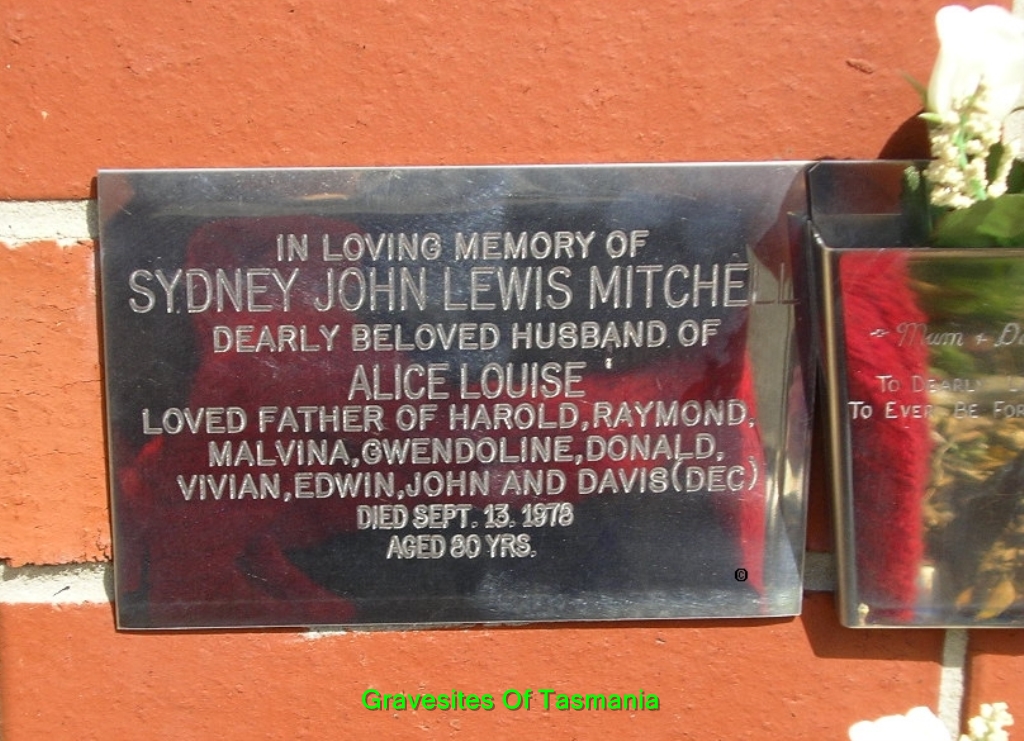 IN LOVING MEMORY OF
SYDNEY JOHN LEWIS MITCHELL
DEARLY BELOVED HUSBAND OF
ALICE LOUISE
LOVED FATHER OF HAROLD, RAYMOND,
MALVINA, GWENDOLINE, DONALD,
VIVIAN, EDWIN, JOHN AND DAVIS (DEC)
DIED SEPT. 13. 1978
AGED 80 YRS.
©
Mum +
TO DEARLY
TO EVER BE
Gravesites Of Tasmania